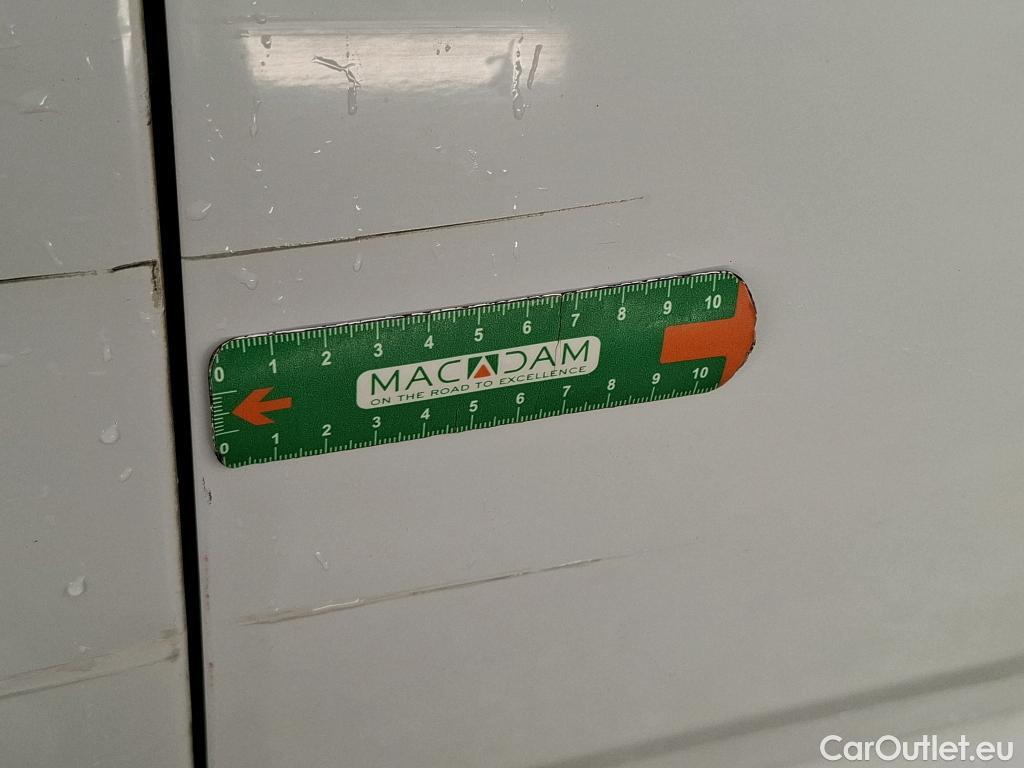 0 1 2 3 4 5 6 7 8 9 10
MACADAM
ON THE ROAD TO EXCELLENCE
0 1 2 3 4 5 6 7 8 9 10
CarOutlet.eu